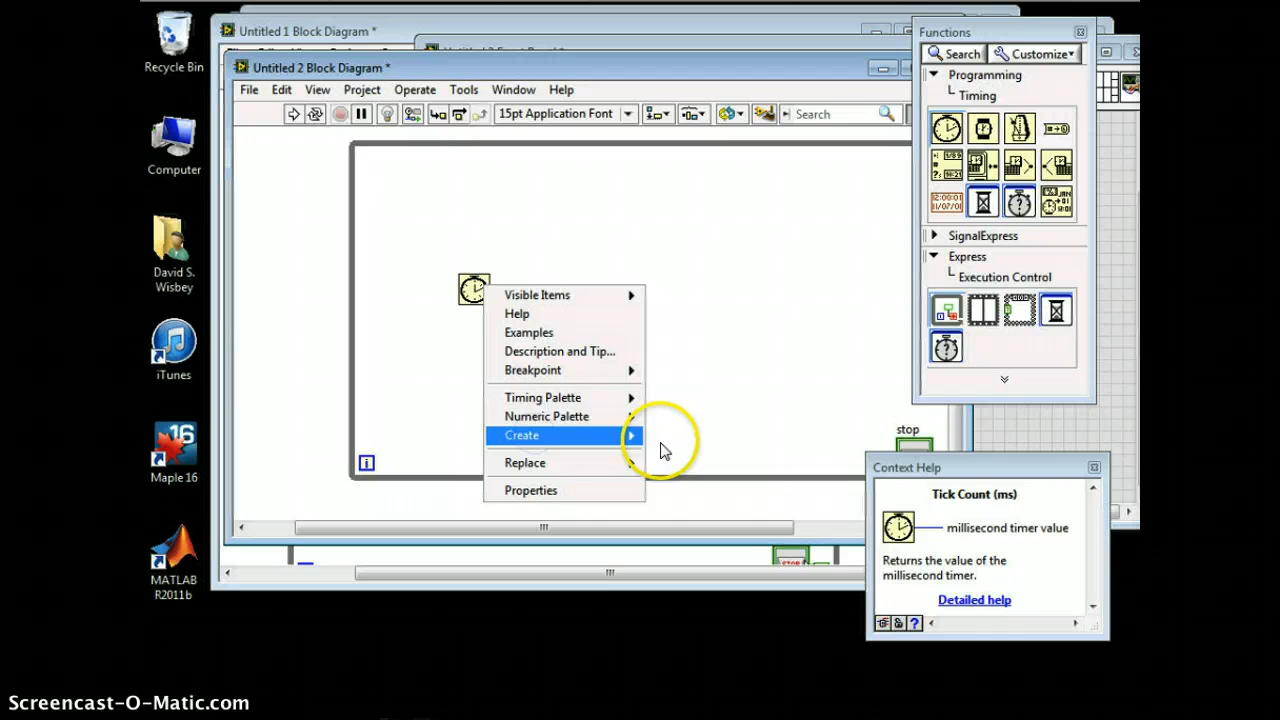 Recycle Bin
Computer
David S.
Wisbey
iTunes
16
Maple 16
MATLAB
R2011b
Untitled 1 Block Diagram *
Untitled 2 Block Diagram *
File Edit View Project Operate Tools Window Help
15pt Application Font
Search
Visible Items
Help
Examples
Description and Tip...
Breakpoint
Timing Palette
Numeric Palette
Create
Replace
Properties
i
stop
STOP
Functions
Search Customize
Programming
Timing
SignalExpress
Express
Execution Control
Context Help
Tick Count (ms)
millisecond timer value
Returns the value of the
millisecond timer.
Detailed help
?
Screencast-O-Matic.com